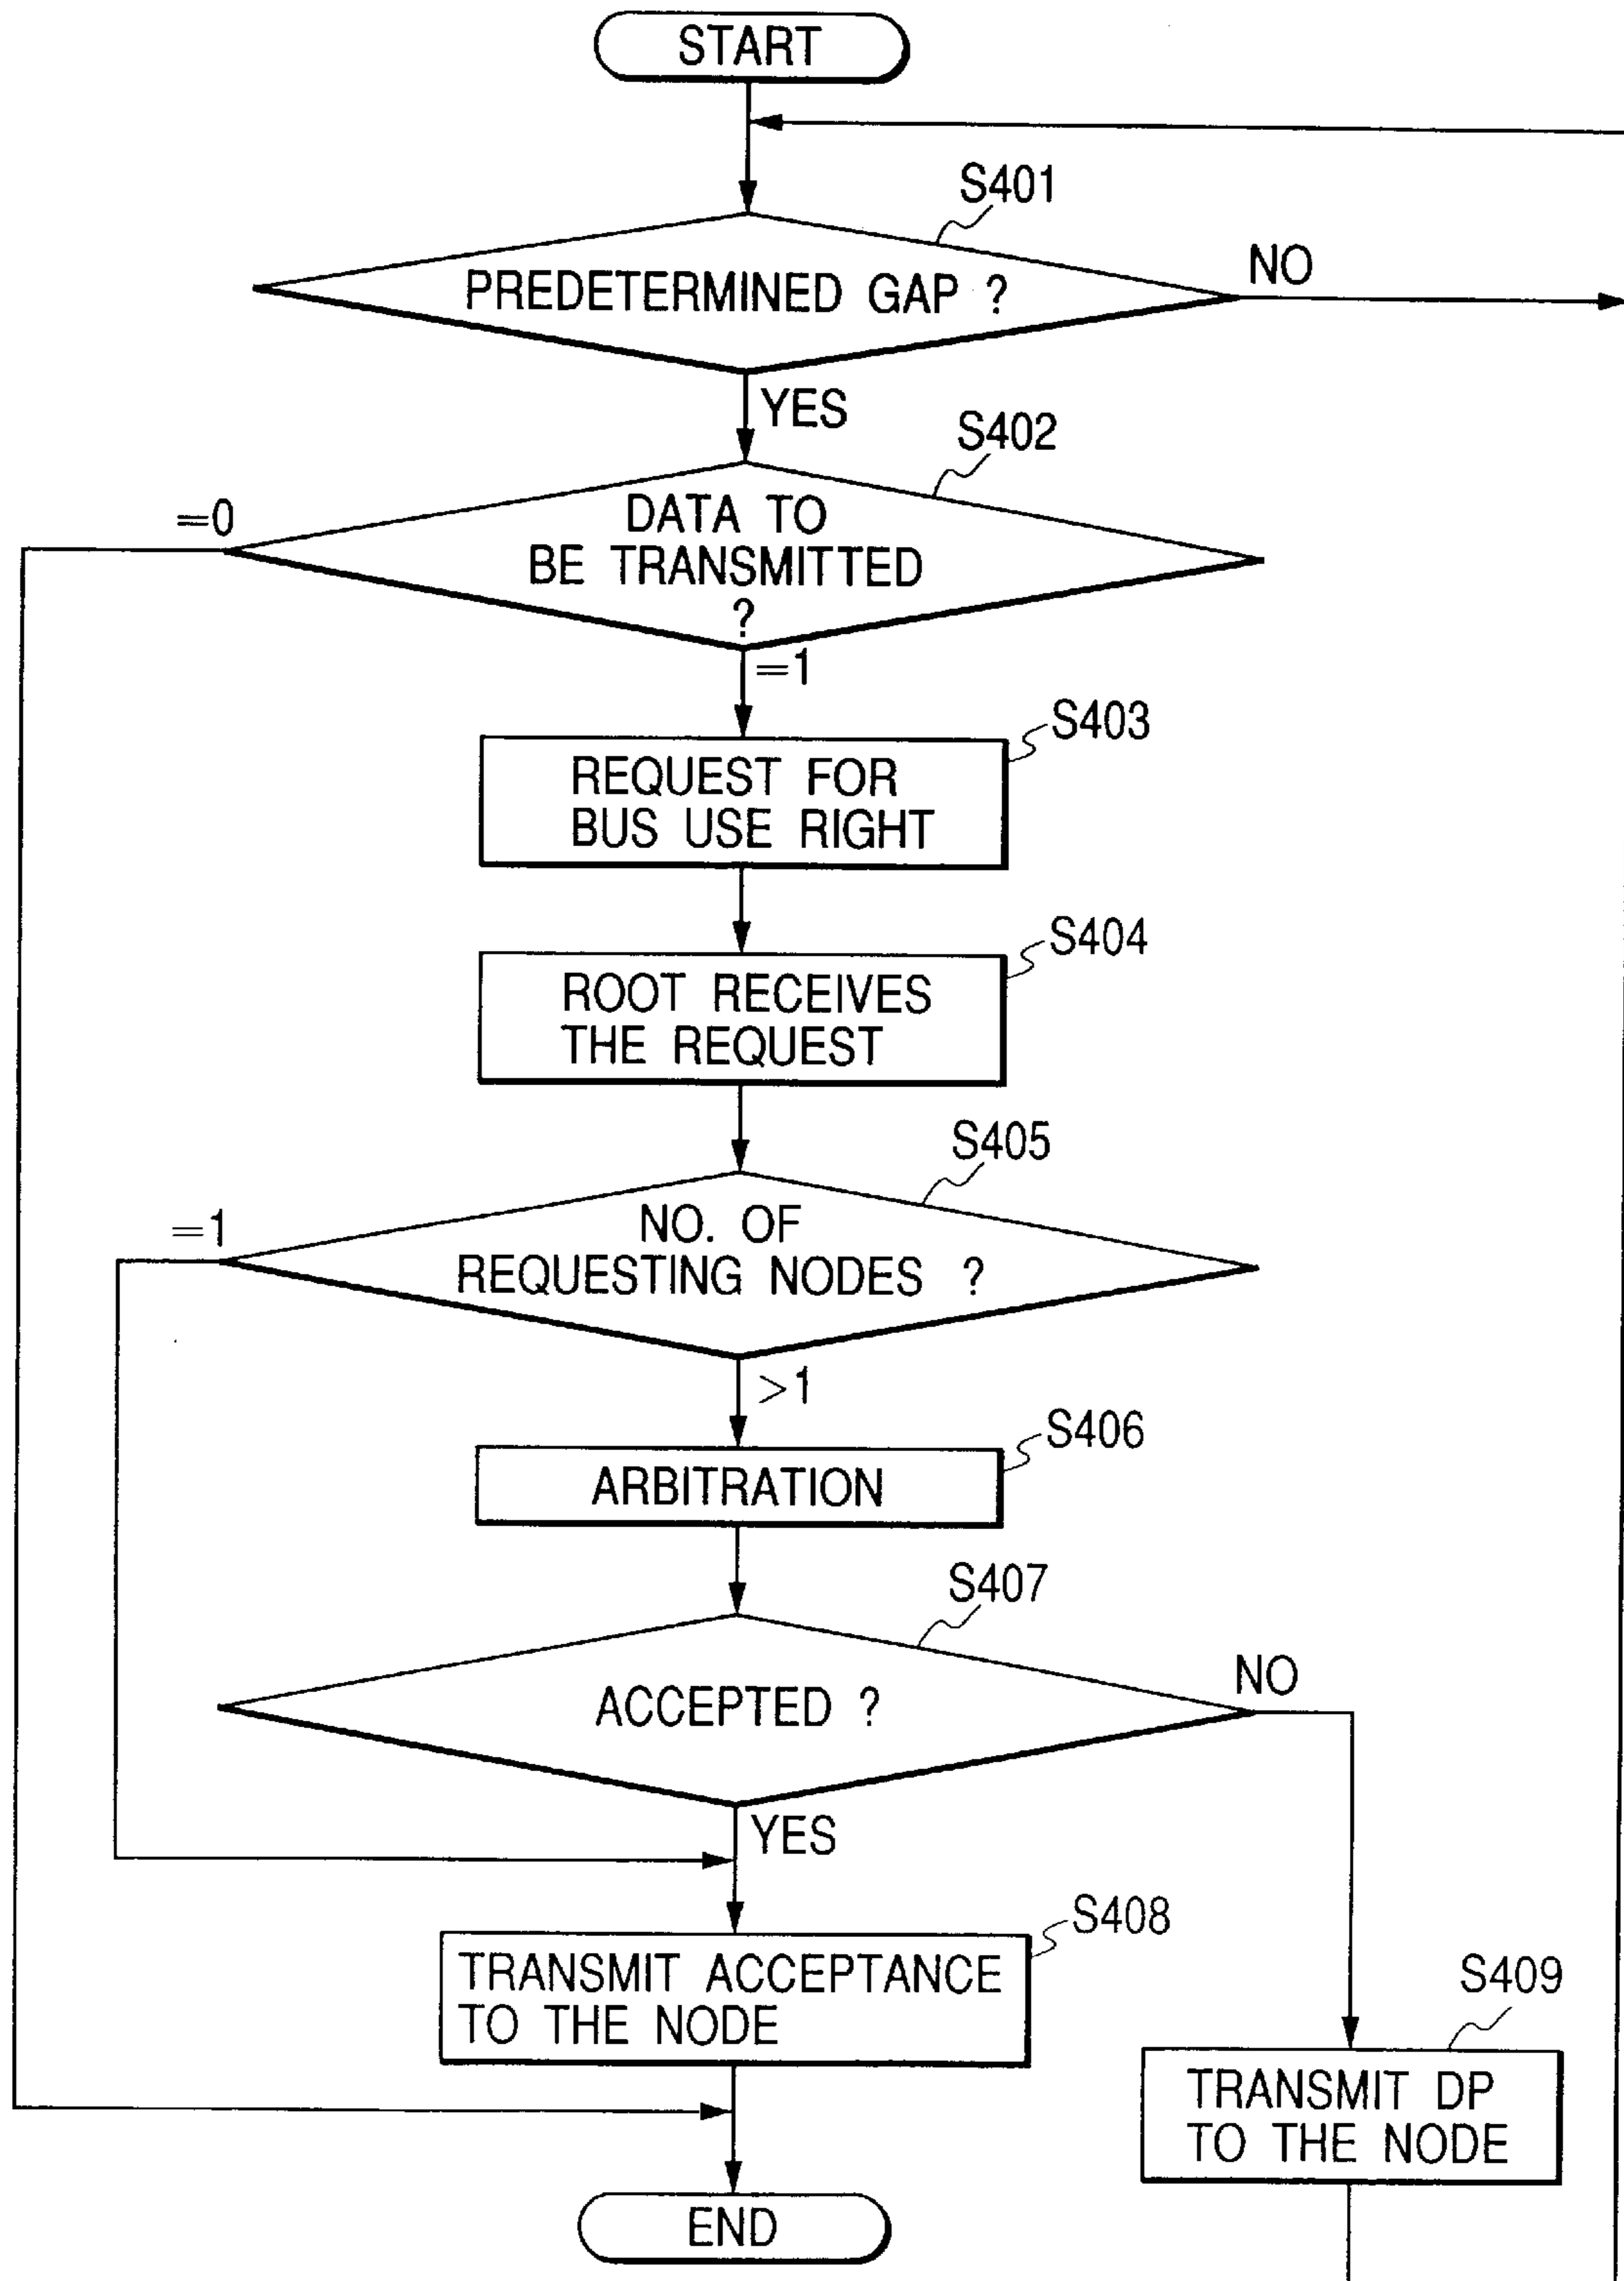 START
S401
PREDETERMINED GAP ?
NO
YES
S402
=0
DATA TO
BE TRANSMITTED
?
=1
S403
REQUEST FOR
BUS USE RIGHT
S404
ROOT RECEIVES
THE REQUEST
S405
=1
NO. OF
REQUESTING NODES ?
>1
S406
ARBITRATION
S407
NO
ACCEPTED ?
YES
S408
TRANSMIT ACCEPTANCE
TO THE NODE
S409
TRANSMIT DP
TO THE NODE
END